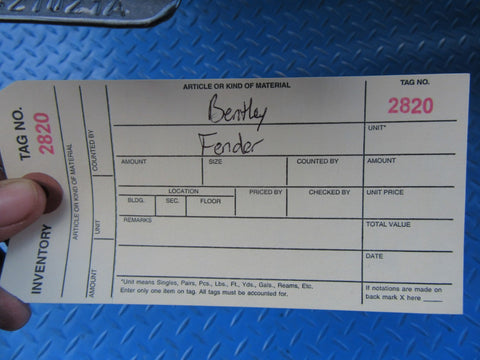 TAG NO.
2820
INVENTORY
ARTICLE OR KIND OF MATERIAL
COUNTED BY
UNIT
AMOUNT
ARTICLE OR KIND OF MATERIAL
Bentley
Fender
TAG NO.
2820
UNIT*
AMOUNT
SIZE
COUNTED BY
AMOUNT
LOCATION
BLDG.
SEC.
FLOOR
PRICED BY
CHECKED BY
UNIT PRICE
REMARKS
TOTAL VALUE
DATE
*Unit means Singles, Pairs, Pcs., Lbs., Ft., Yds., Gals., Reams, Etc.
Enter only one item on tag. All tags must be accounted for.
If notations are made on
back mark X here